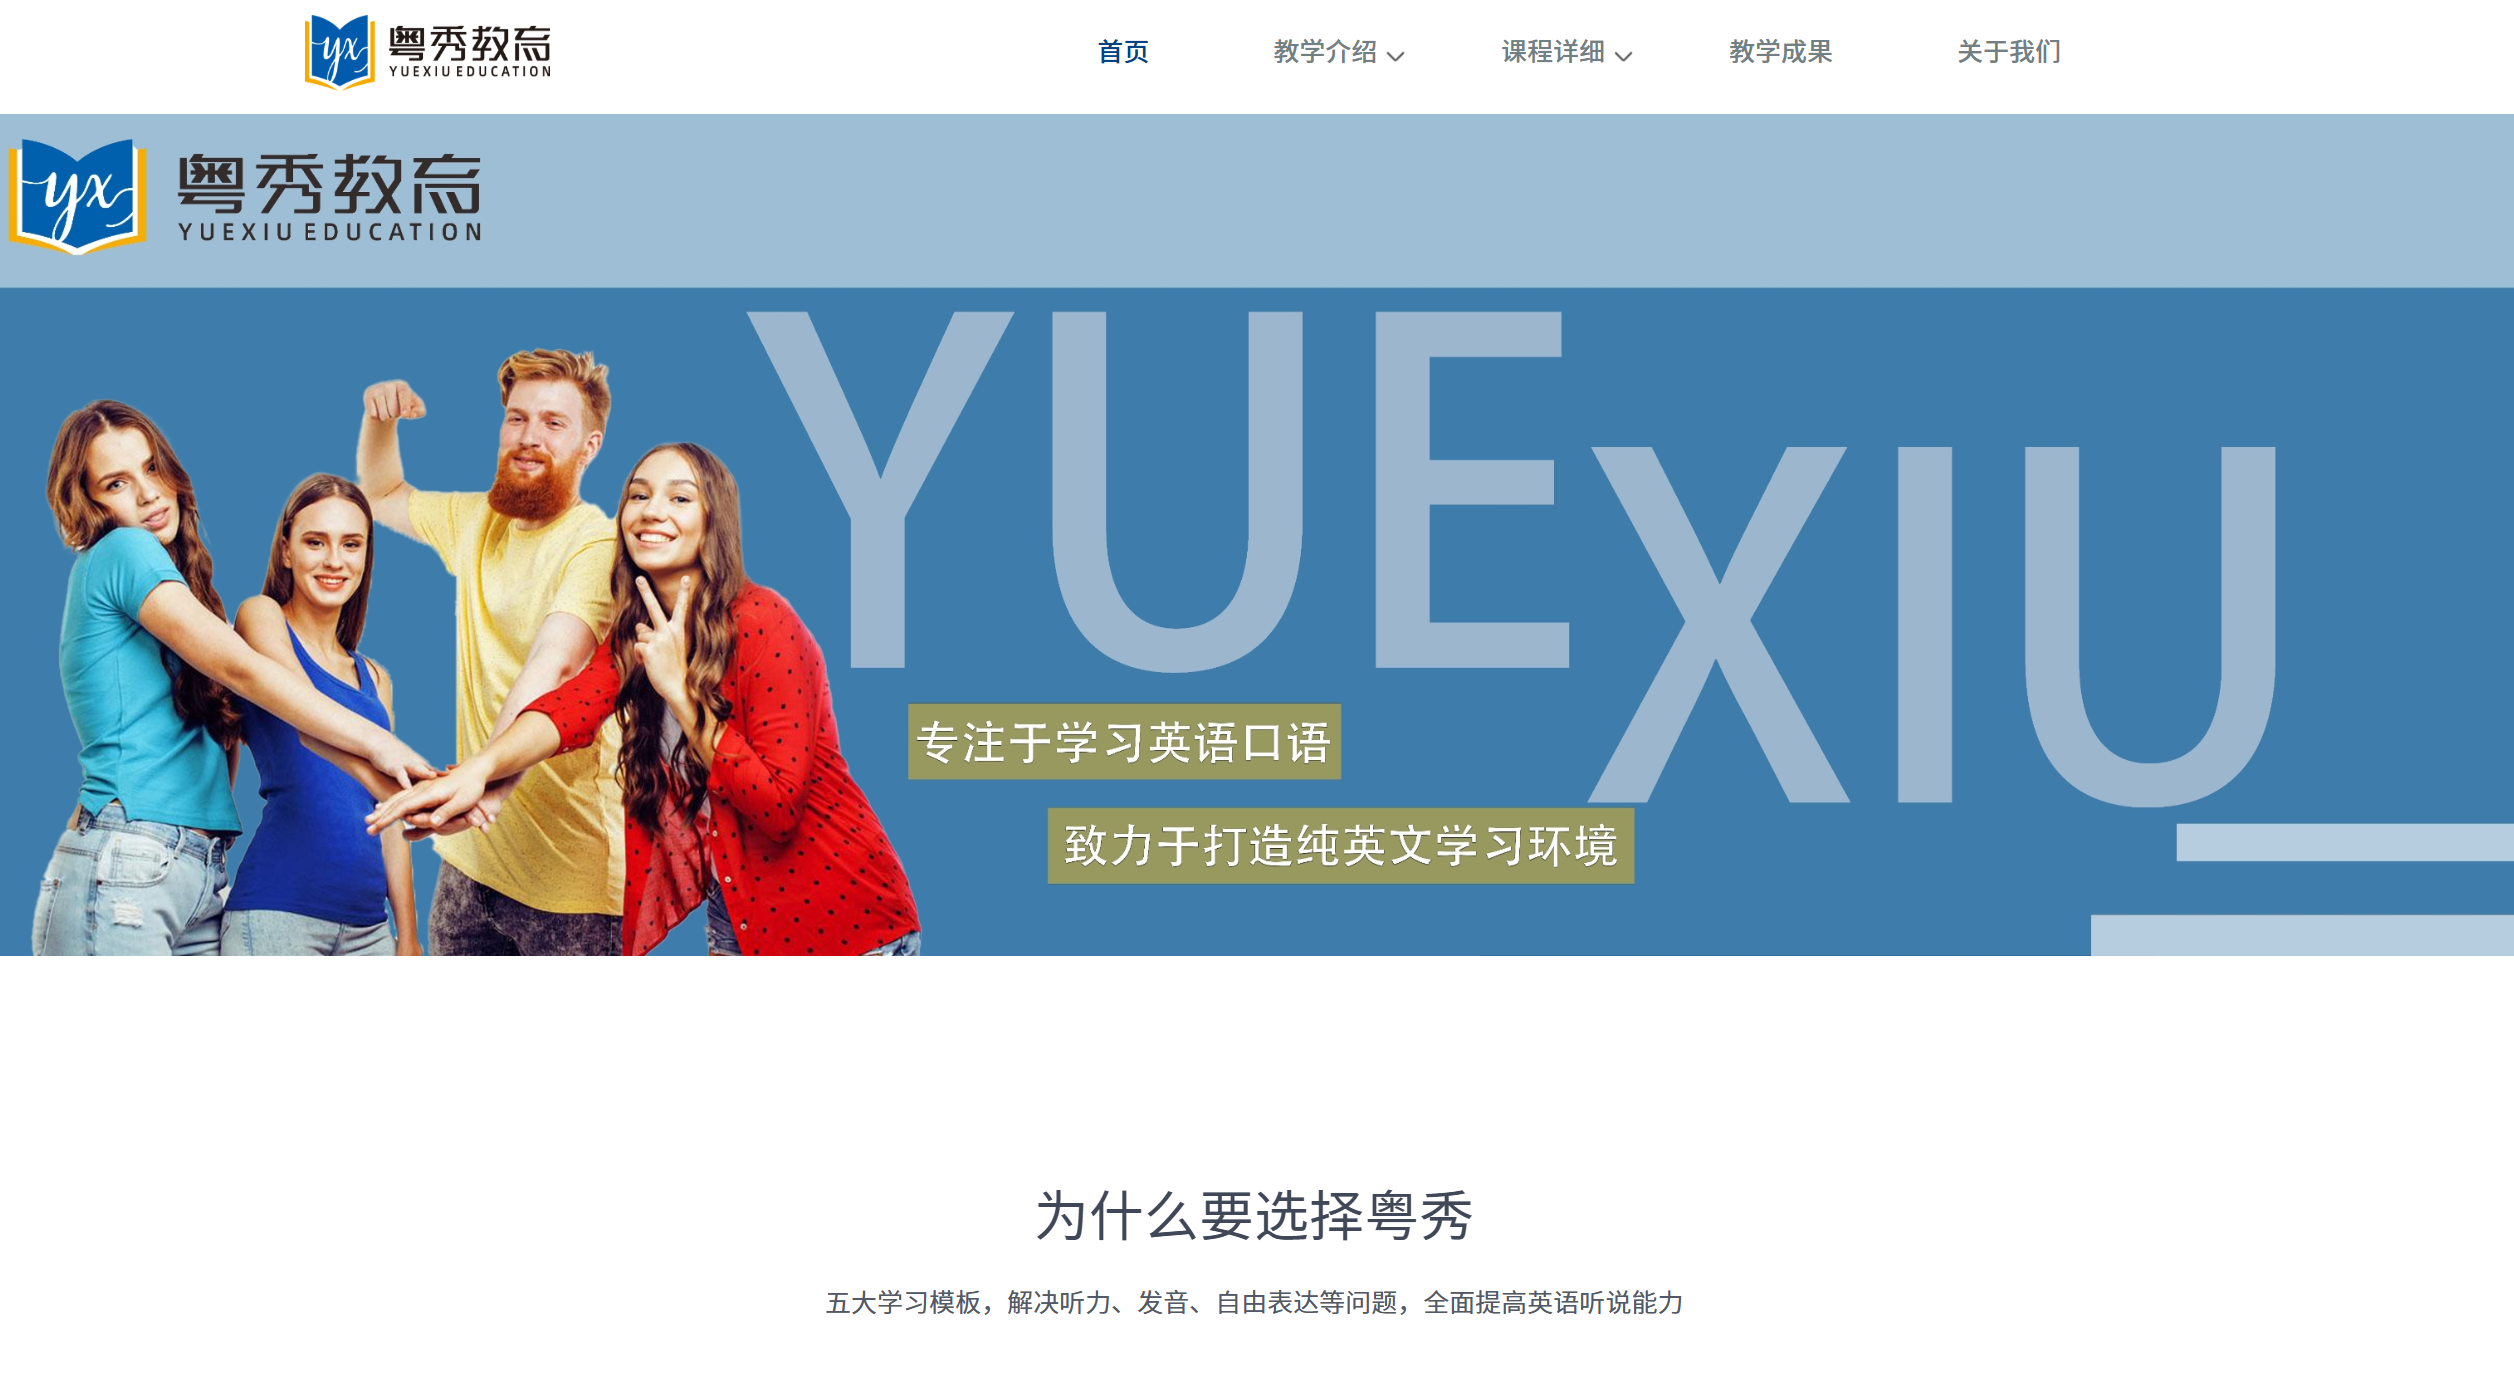 yx 粤秀教育
YUEXIU EDUCATION
首页 教学介绍 课程详细 教学成果 关于我们
yx 粤秀教育
YUEXIU EDUCATION
YUE
XIU
专注于学习英语口语
致力于打造纯英文学习环境
为什么要选择粤秀
五大学习模板，解决听力、发音、自由表达等问题，全面提高英语听说能力